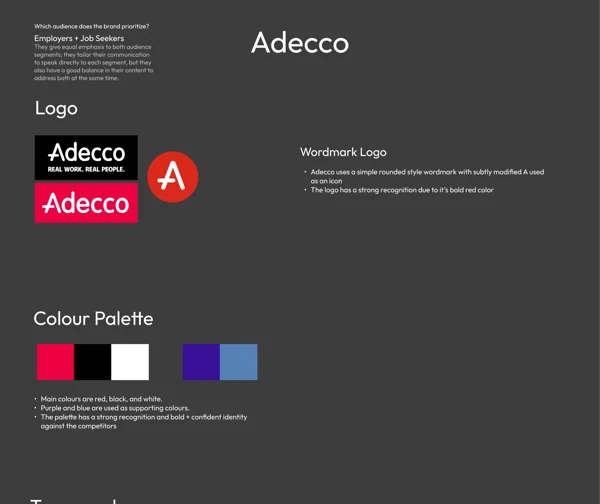 Which audience does the brand prioritize?
Employers + Job Seekers
They give equal emphasis to both audience
segments; they tailor their communication
to speak directly to each segment, but they
also have a good balance in their content to
address both at the same time.
Adecco
Logo
Adecco
REAL WORK. REAL PEOPLE.
A
Adecco
Wordmark Logo
• Adecco uses a simple rounded style wordmark with subtly modified A used
as an icon
• The logo has a strong recognition due to it's bold red color
Colour Palette
• Main colours are red, black, and white.
• Purple and blue are used as supporting colours.
• The palette has a strong recognition and bold + confident identity
against the competitors